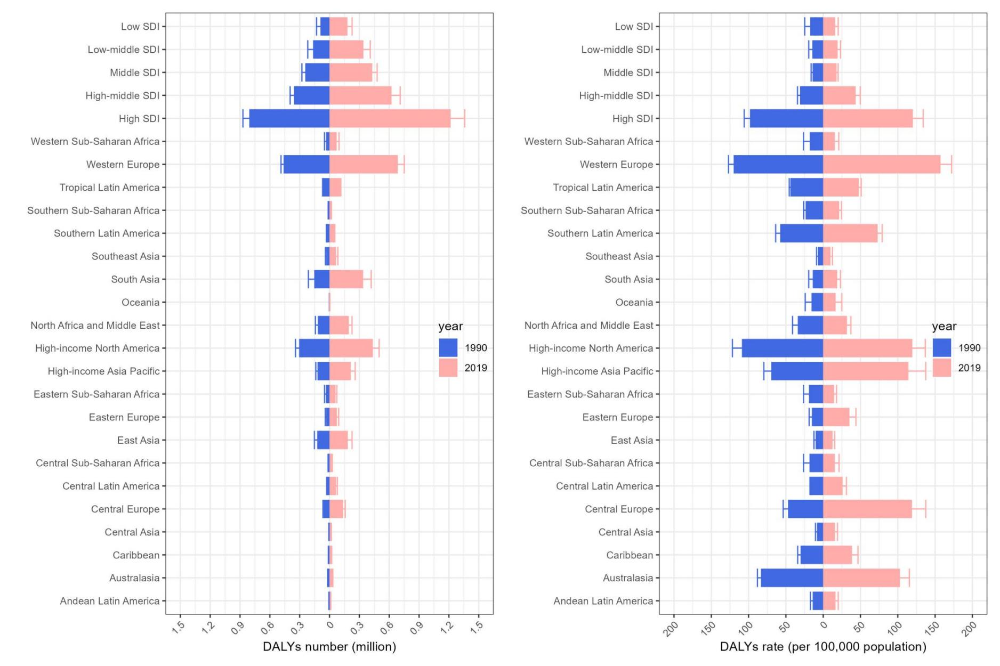 Low SDI
Low-middle SDI
Middle SDI
High-middle SDI
High SDI
Western Sub-Saharan Africa
Western Europe
Tropical Latin America
Southern Sub-Saharan Africa
Southern Latin America
Southeast Asia
South Asia
Oceania
North Africa and Middle East
High-income North America
High-income Asia Pacific
Eastern Sub-Saharan Africa
Eastern Europe
East Asia
Central Sub-Saharan Africa
Central Latin America
Central Europe
Central Asia
Caribbean
Australasia
Andean Latin America
year
1990
2019
1.5 1.2 0.9 0.6 0.3 0 0.3 0.6 0.9 1.2 1.5
DALYs number (million)
Low SDI
Low-middle SDI
Middle SDI
High-middle SDI
High SDI
Western Sub-Saharan Africa
Western Europe
Tropical Latin America
Southern Sub-Saharan Africa
Southern Latin America
Southeast Asia
South Asia
Oceania
North Africa and Middle East
High-income North America
High-income Asia Pacific
Eastern Sub-Saharan Africa
Eastern Europe
East Asia
Central Sub-Saharan Africa
Central Latin America
Central Europe
Central Asia
Caribbean
Australasia
Andean Latin America
year
1990
2019
200 150 100 50 0 50 100 150 200
DALYs rate (per 100,000 population)